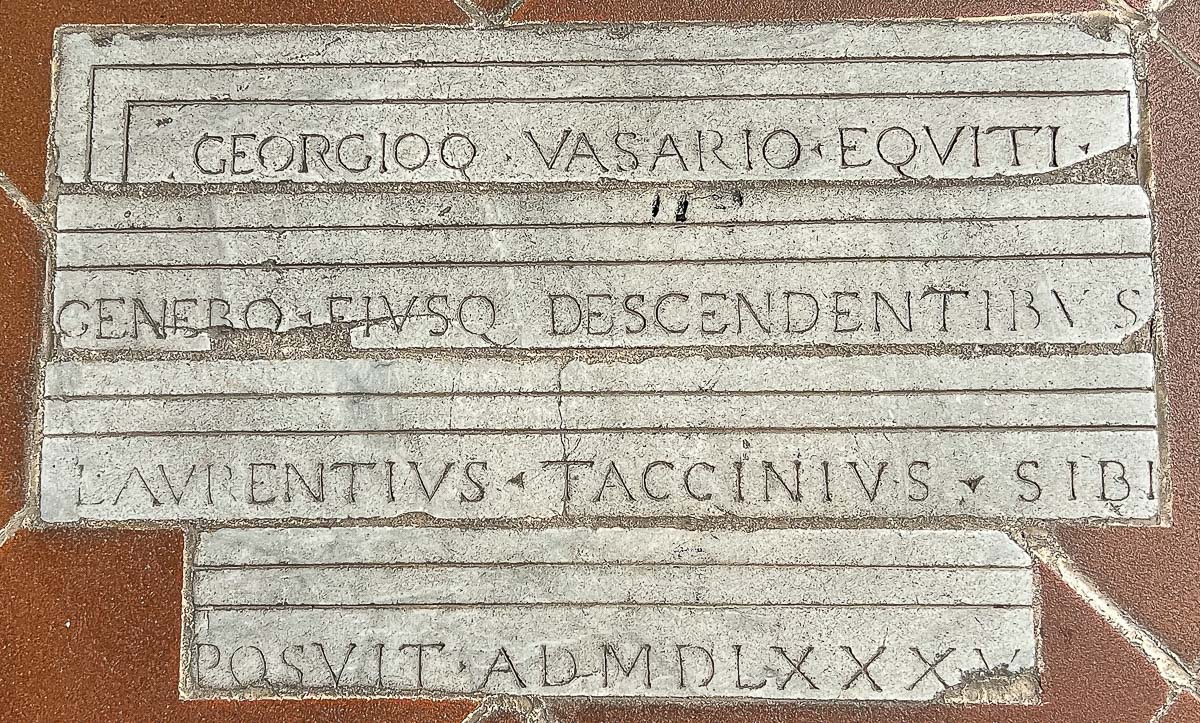 GEORGIOQ · VASARIO · EQVITI ·
GENERO · EIVSQ DESCENDENTIBVS
LAVRENTIVS · TACCINIVS · SIBI
POSVIT · AD MDLXXXV